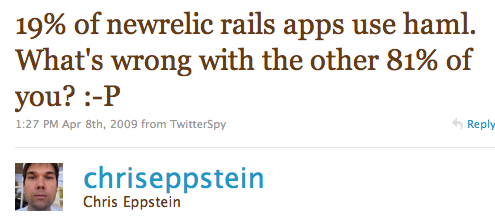 19% of newrelic rails apps use haml.
What's wrong with the other 81% of
you? :-P
1:27 PM Apr 8th, 2009 from TwitterSpy
Reply
chriseppstein
Chris Eppstein